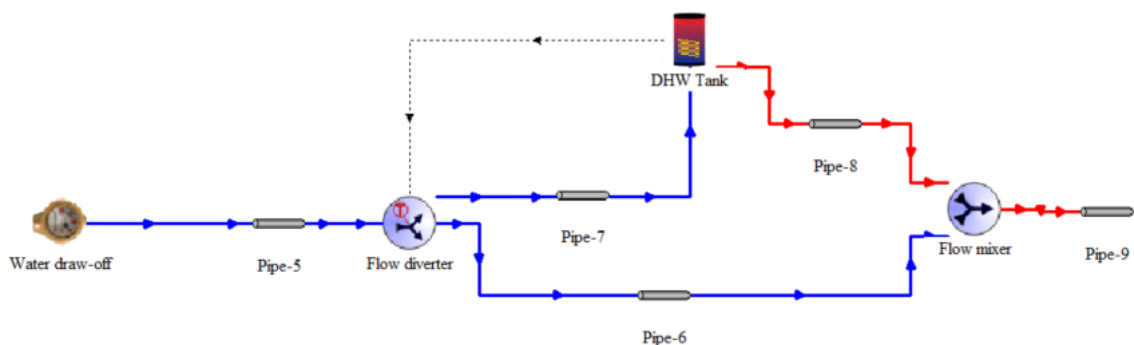 DHW Tank
Pipe-8
Pipe-7
Water draw-off
Pipe-5
Flow diverter
Flow mixer
Pipe-9
Pipe-6